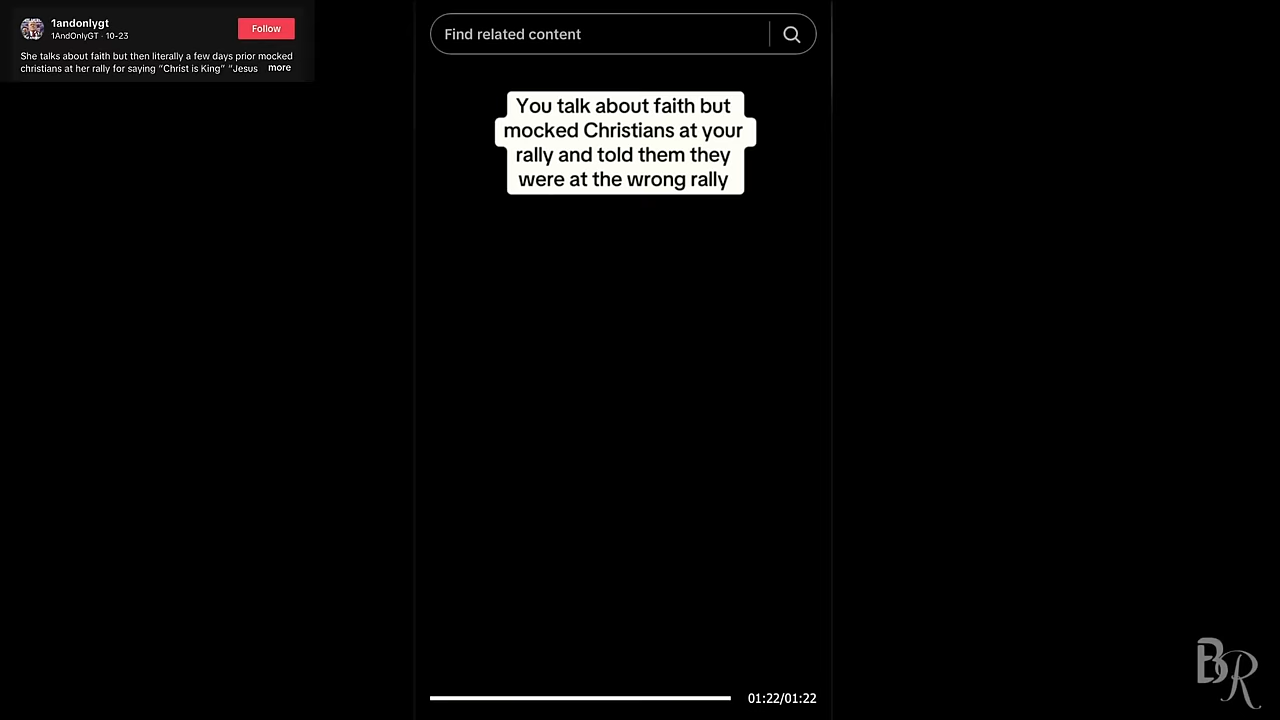 1andonlygt
1AndOnlyGT · 10-23
Follow
She talks about faith but then literally a few days prior mocked
christians at her rally for saying “Christ is King” “Jesus more
Find related content
You talk about faith but
mocked Christians at your
rally and told them they
were at the wrong rally
01:22/01:22
BR